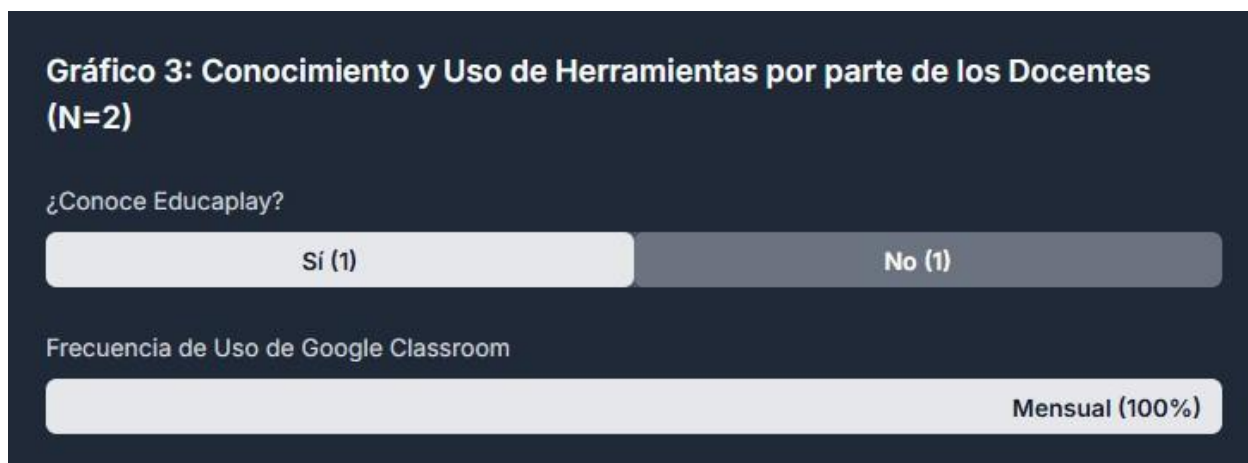 Gráfico 3: Conocimiento y Uso de Herramientas por parte de los Docentes
(N=2)
¿Conoce Educaplay?
Sí (1) No (1)
Frecuencia de Uso de Google Classroom
Mensual (100%)